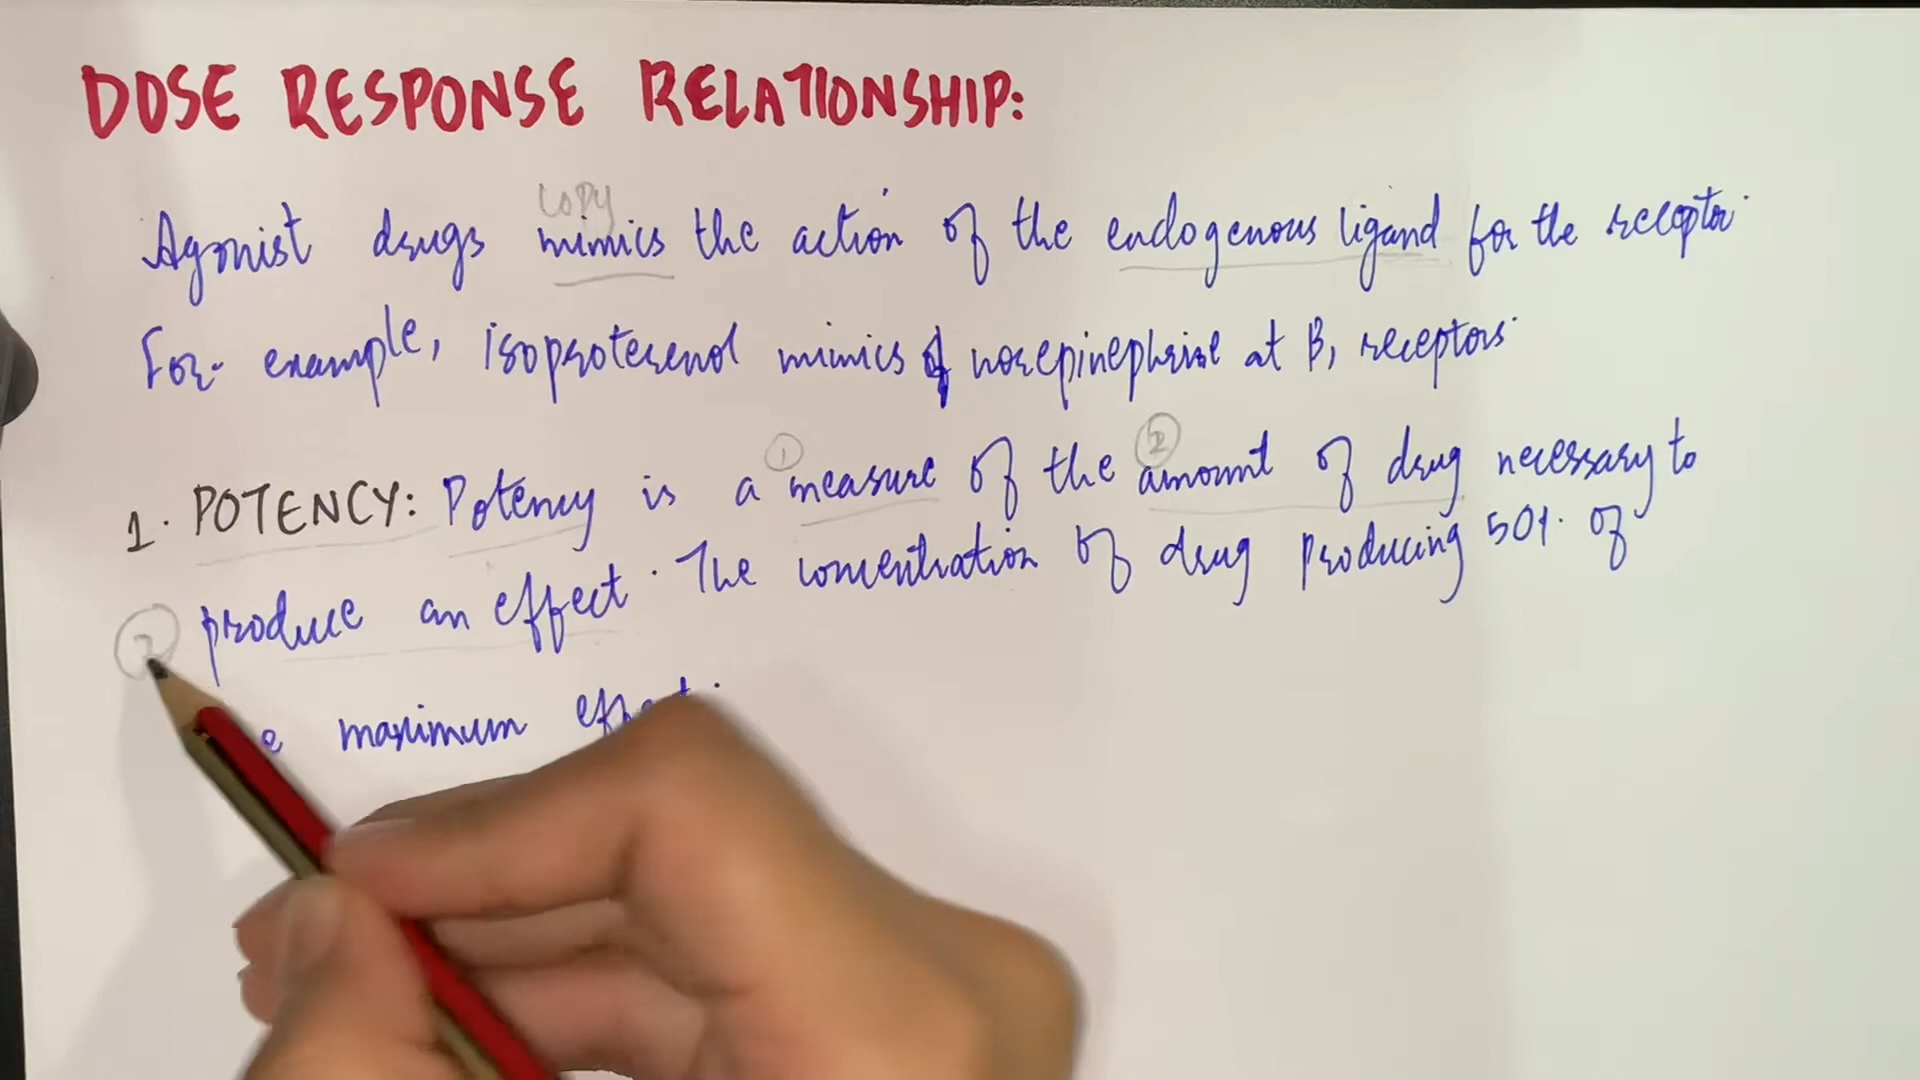 DOSE RESPONSE RELATIONSHIP:
copy
Agonist drugs mimics the action of the endogenous ligand for the receptor.
For example, isoproterenol mimics norepinephrine at β1 receptors.
① ②
1. POTENCY: Potency is a measure of the amount of drug necessary to
produce an effect. The concentration of drug producing 50% of
maximum